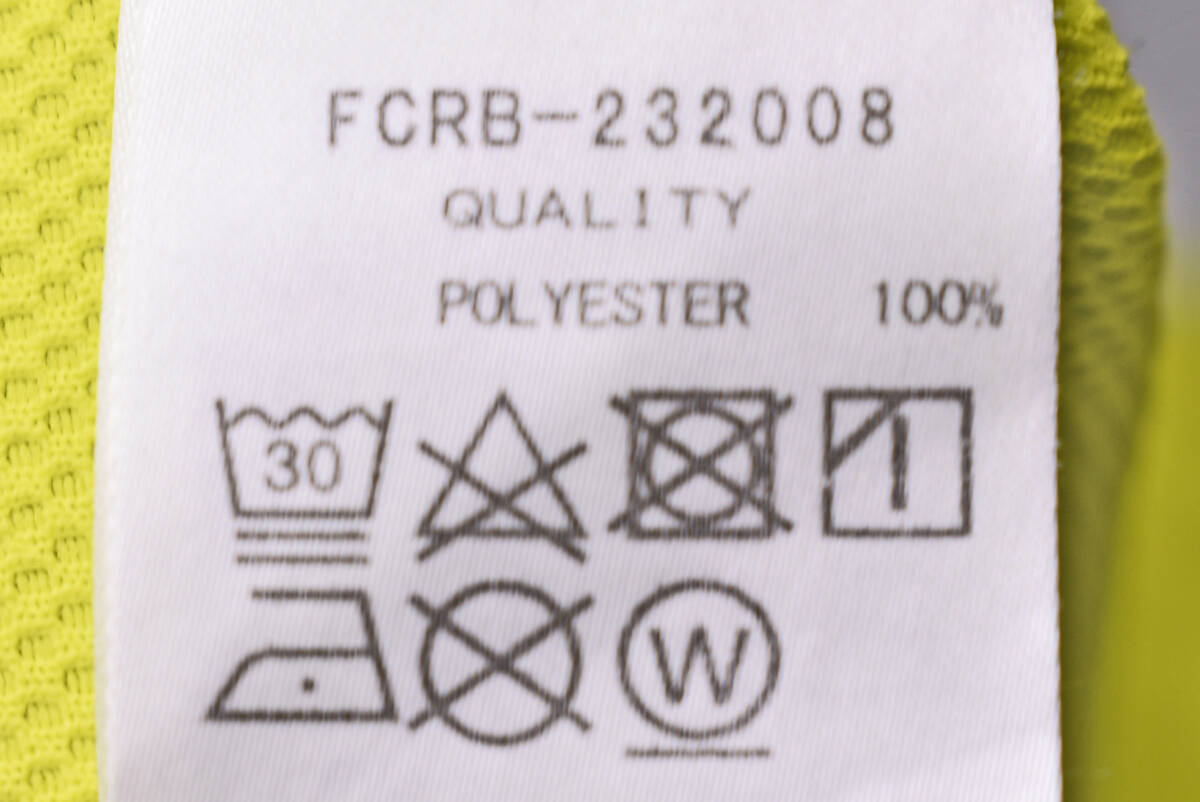 FCRB-232008
QUALITY
POLYESTER 100%
30
W